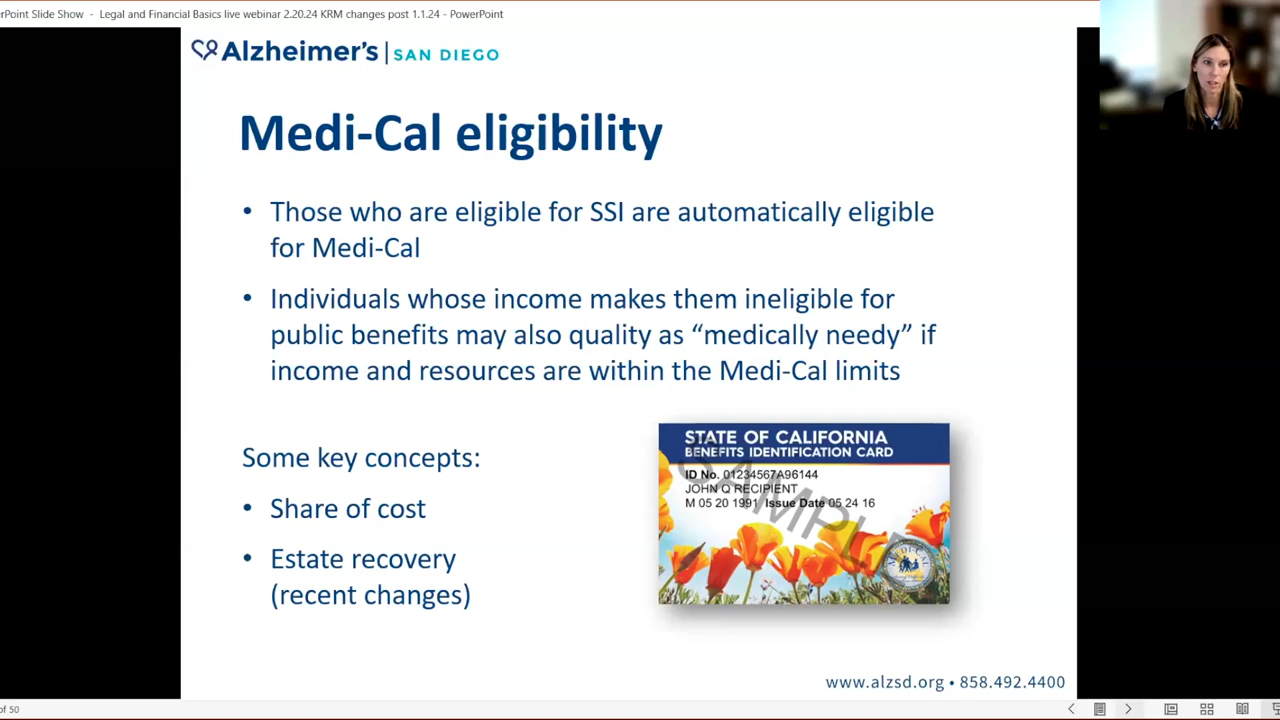 erPoint Slide Show - Legal and Financial Basics live webinar 2.20.24 KRM changes post 1.1.24 - PowerPoint
Alzheimer's | SAN DIEGO
Medi-Cal eligibility
• Those who are eligible for SSI are automatically eligible
for Medi-Cal
• Individuals whose income makes them ineligible for
public benefits may also quality as “medically needy” if
income and resources are within the Medi-Cal limits
Some key concepts:
• Share of cost
• Estate recovery
(recent changes)
STATE OF CALIFORNIA
BENEFITS IDENTIFICATION CARD
ID No. 01234567A96144
JOHN Q RECIPIENT
M 05 20 1991 Issue Date 05 24 16
SAMPLE
MEDI-CAL
www.alzsd.org • 858.492.4400
of 50